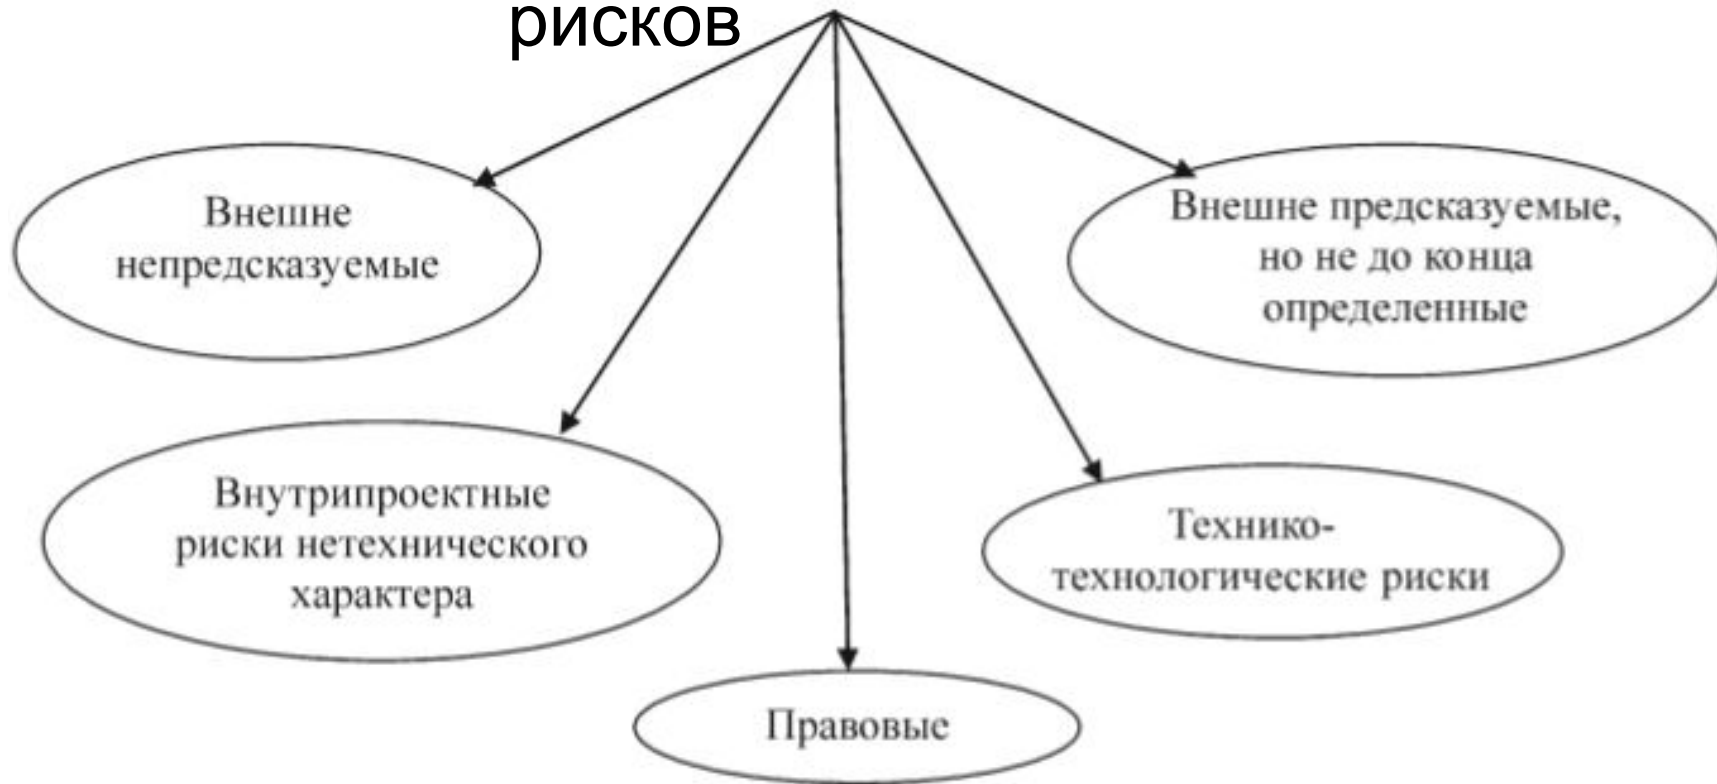 рисков
Внешне
непредсказуемые
Внешне предсказуемые,
но не до конца
определенные
Внутрипроектные
риски нетехнического
характера
Технико-
технологические риски
Правовые